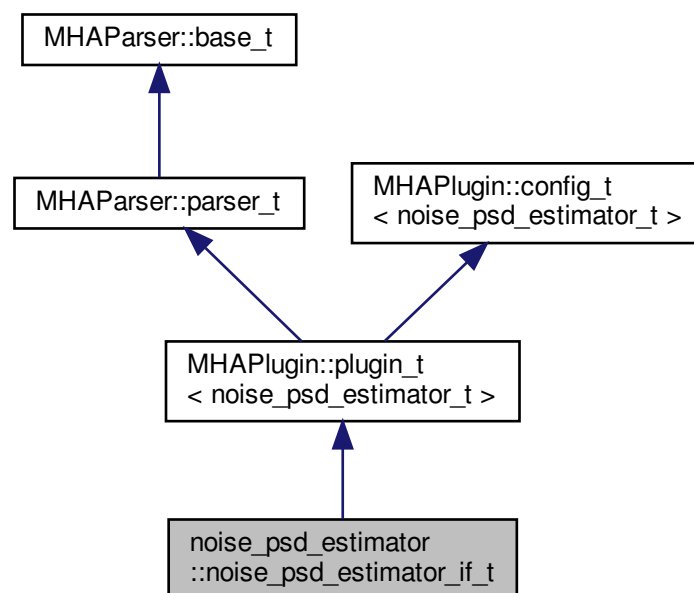 MHAParser::base_t
MHAParser::parser_t
MHAPlugin::config_t
< noise_psd_estimator_t >
MHAPlugin::plugin_t
< noise_psd_estimator_t >
noise_psd_estimator
::noise_psd_estimator_if_t